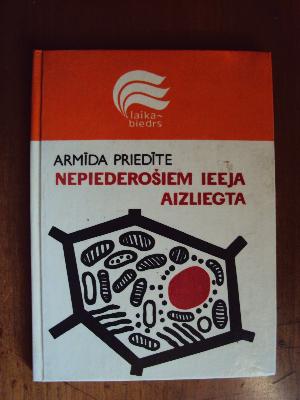 laika~
biedrs
ARMĪDA PRIEDĪTE
NEPIEDEROŠIEM IEEJA
AIZLIEGTA